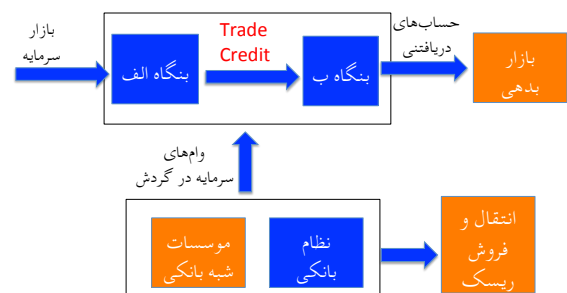 بازار
سرمایه
بنگاه الف
Trade
Credit
بنگاه ب
حساب‌های
دریافتنی
بازار
بدهی
وام‌های
سرمایه در گردش
موسسات
شبه بانکی
نظام
بانکی
انتقال و
فروش
ریسک